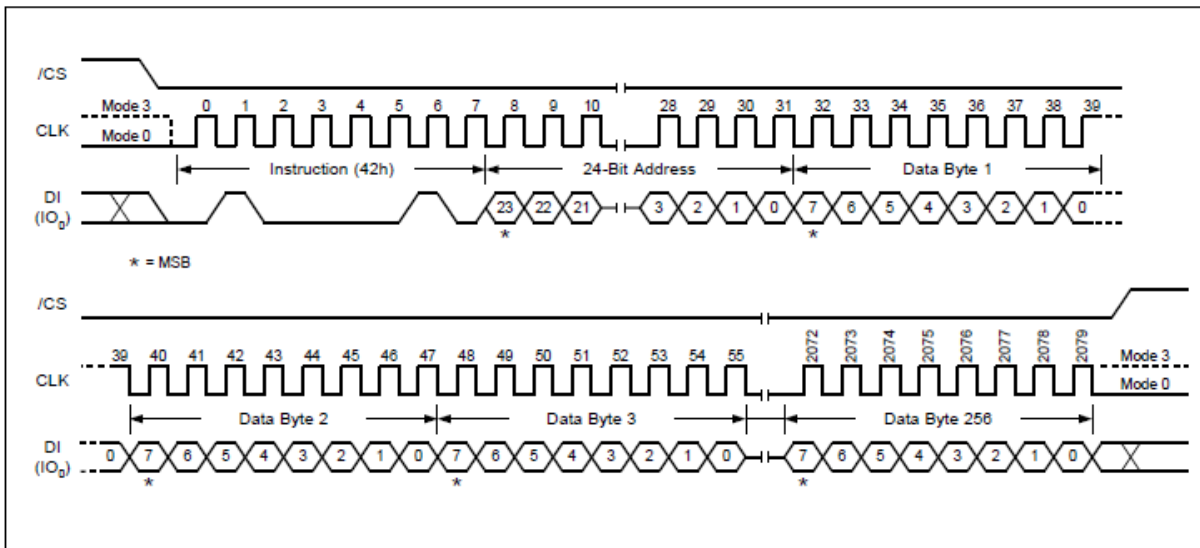 /CS
Mode 3
0 1 2 3 4 5 6 7 8 9 10 28 29 30 31 32 33 34 35 36 37 38 39
CLK
Mode 0
Instruction (42h) 24-Bit Address Data Byte 1
DI
(IO0)
23 22 21 3 2 1 0 7 6 5 4 3 2 1 0
* *
* = MSB
/CS
39 40 41 42 43 44 45 46 47 48 49 50 51 52 53 54 55 2072 2073 2074 2075 2076 2077 2078 2079 Mode 3
CLK
Mode 0
Data Byte 2 Data Byte 3 Data Byte 256
DI
(IO0)
0 7 6 5 4 3 2 1 0 7 6 5 4 3 2 1 0 7 6 5 4 3 2 1 0
* * *